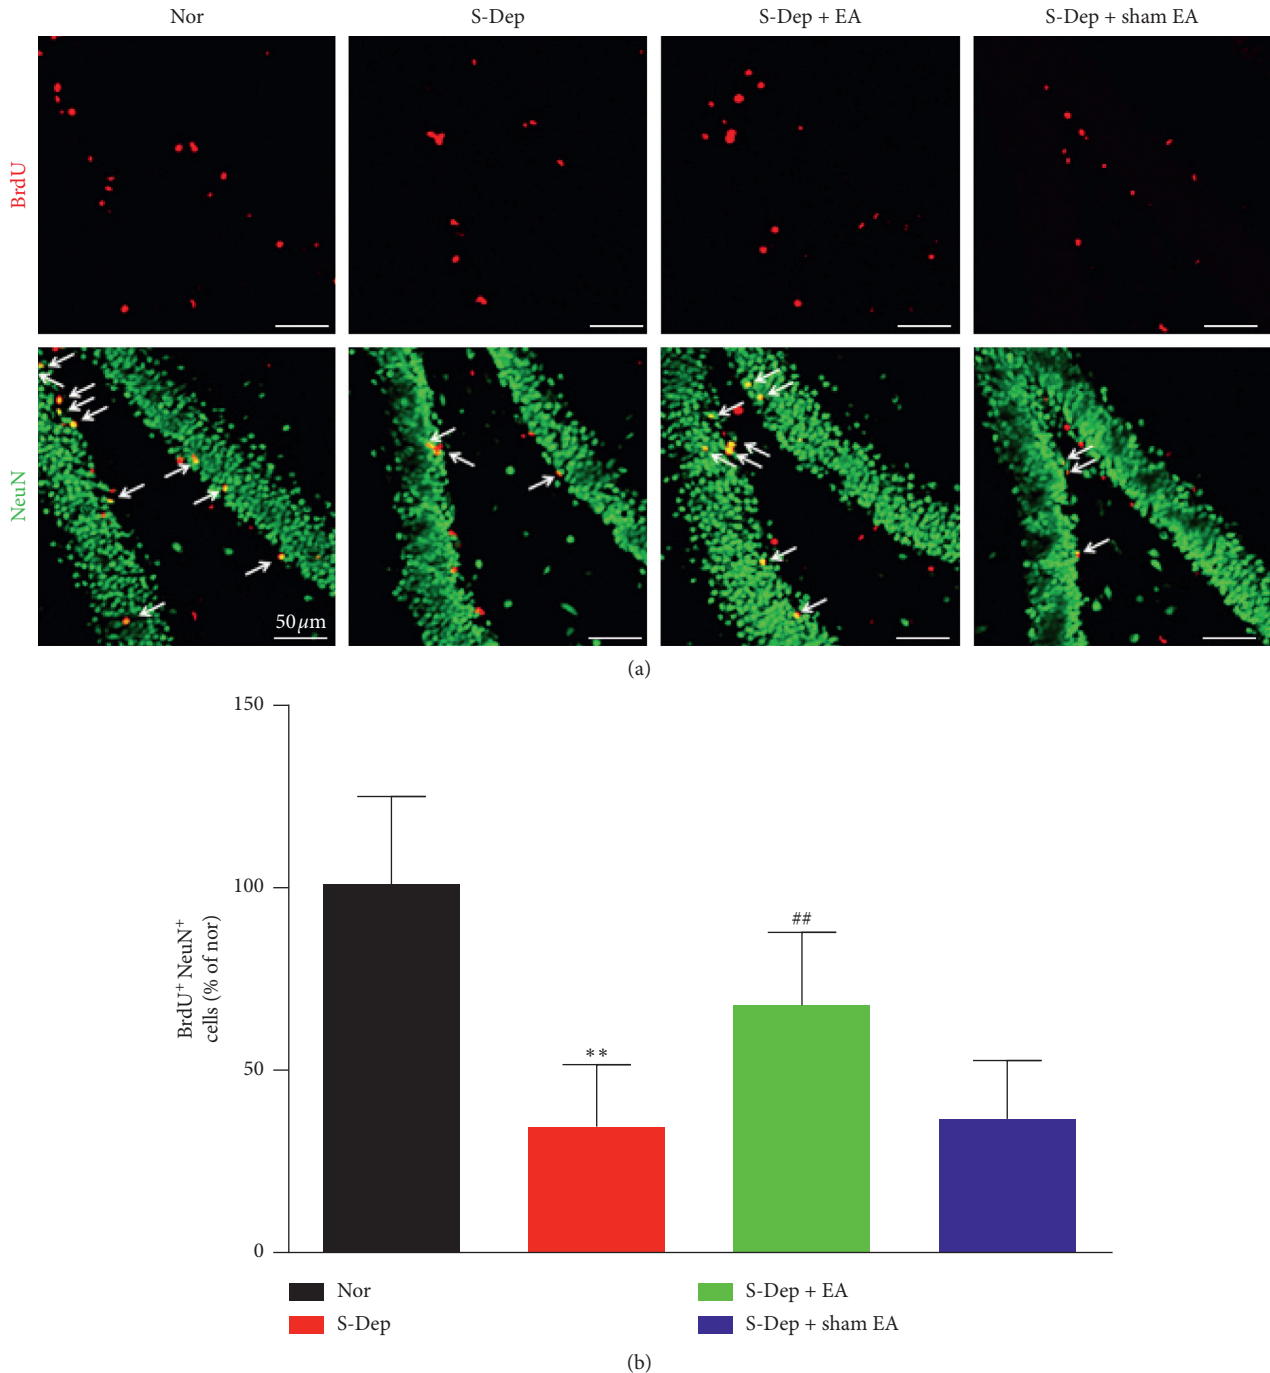 Nor
S-Dep
S-Dep + EA
S-Dep + sham EA
BrdU
NeuN
50 μm
(a)
150
100
50
0
BrdU⁺ NeuN⁺
cells (% of nor)
**
##
Nor
S-Dep
S-Dep + EA
S-Dep + sham EA
(b)